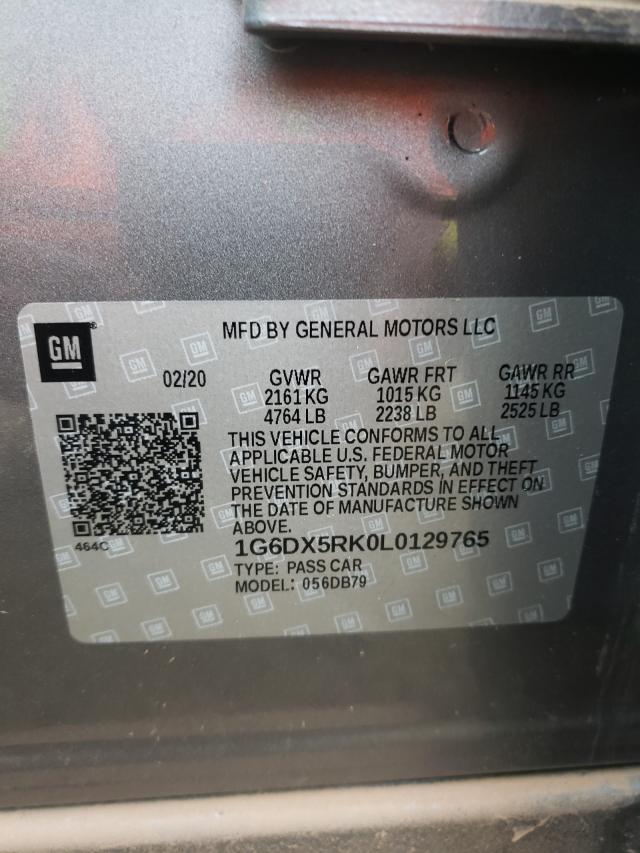 GM
MFD BY GENERAL MOTORS LLC
02/20 GVWR GAWR FRT GAWR RR
2161 KG 1015 KG 1145 KG
4764 LB 2238 LB 2525 LB
THIS VEHICLE CONFORMS TO ALL
APPLICABLE U.S. FEDERAL MOTOR
VEHICLE SAFETY, BUMPER, AND THEFT
PREVENTION STANDARDS IN EFFECT ON
THE DATE OF MANUFACTURE SHOWN
ABOVE.
464C
1G6DX5RK0L0129765
TYPE: PASS CAR
MODEL: 056DB79